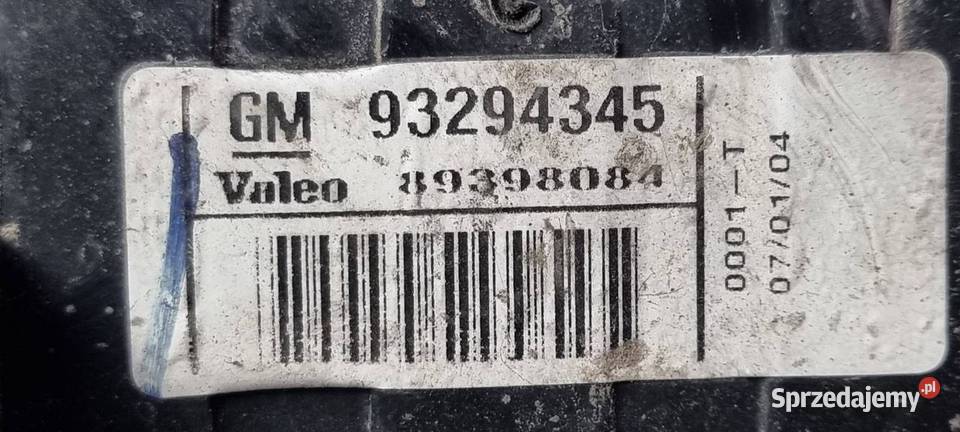 GM 93294345
Valeo 89398084
0001-T
07/01/04
Sprzedajemy.pl